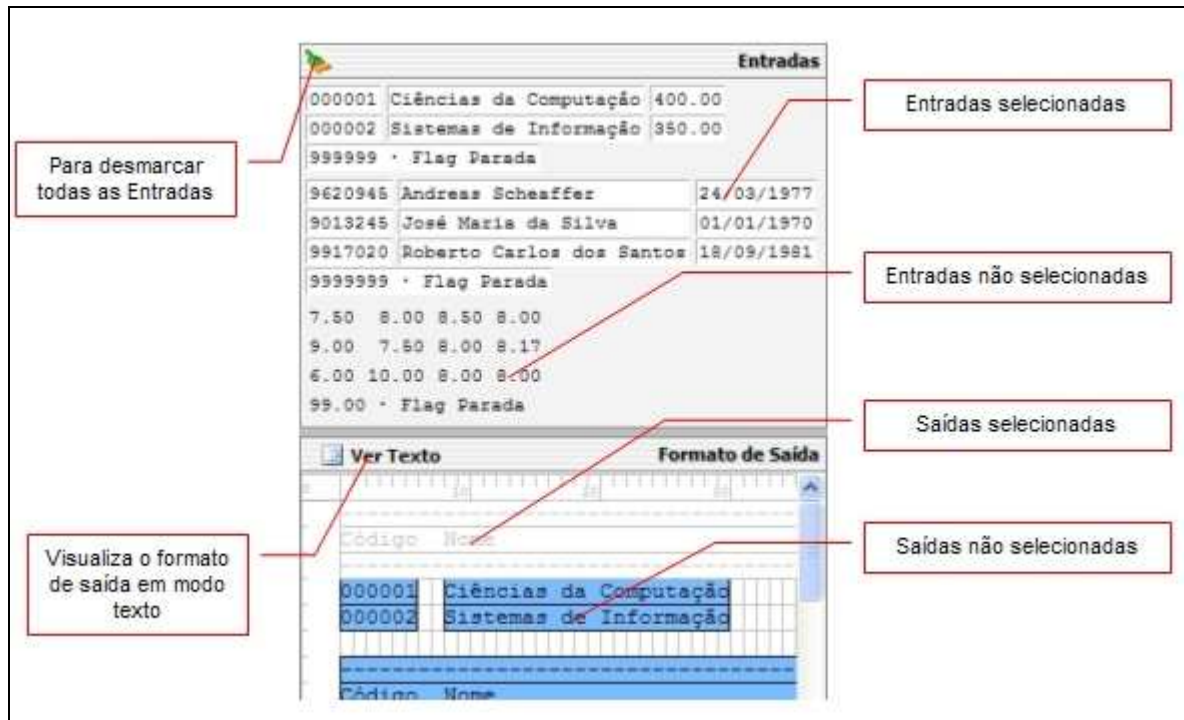 Entradas
000001 Ciências da Computação 400.00
000002 Sistemas de Informação 350.00
999999 · Flag Parada
9620945 Andreas Scheaffer 24/03/1977
9013245 José Maria da Silva 01/01/1970
9917020 Roberto Carlos dos Santos 18/09/1981
9999999 · Flag Parada
7.50 8.00 8.50 8.00
9.00 7.50 8.00 8.17
6.00 10.00 8.00 8.00
99.00 · Flag Parada
Ver Texto Formato de Saída
Código Nome
000001 Ciências da Computação
000002 Sistemas de Informação
Código Nome
Para desmarcar
todas as Entradas
Visualiza o formato
de saída em modo
texto
Entradas selecionadas
Entradas não selecionadas
Saídas selecionadas
Saídas não selecionadas